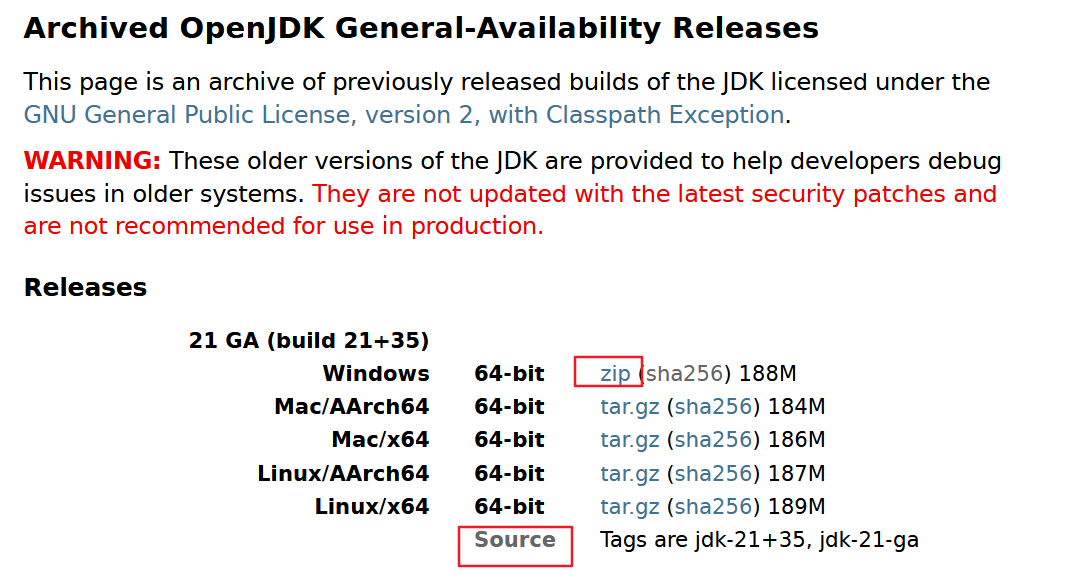 Archived OpenJDK General-Availability Releases
This page is an archive of previously released builds of the JDK licensed under the
GNU General Public License, version 2, with Classpath Exception.
WARNING: These older versions of the JDK are provided to help developers debug
issues in older systems. They are not updated with the latest security patches and
are not recommended for use in production.
Releases
21 GA (build 21+35)
Windows 64-bit zip (sha256) 188M
Mac/AArch64 64-bit tar.gz (sha256) 184M
Mac/x64 64-bit tar.gz (sha256) 186M
Linux/AArch64 64-bit tar.gz (sha256) 187M
Linux/x64 64-bit tar.gz (sha256) 189M
Source Tags are jdk-21+35, jdk-21-ga